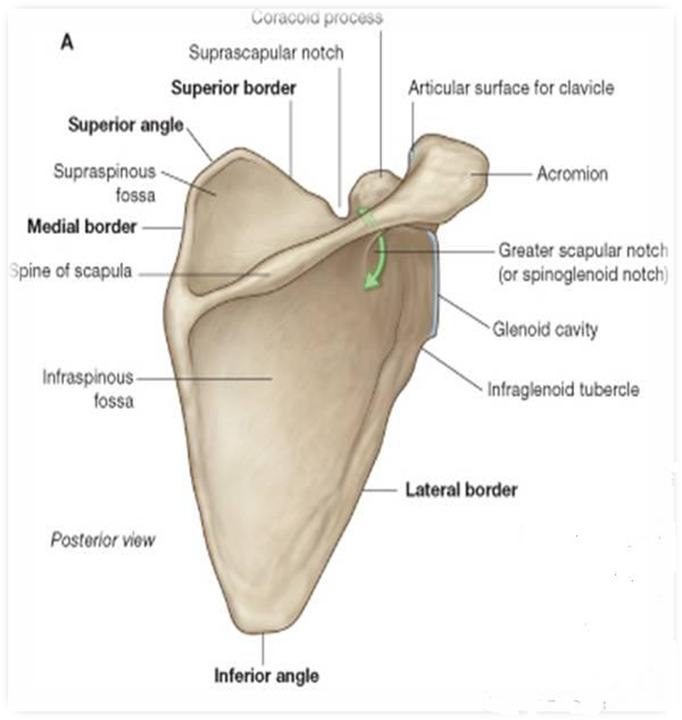 Coracoid process
A
Suprascapular notch
Superior border
Articular surface for clavicle
Superior angle
Supraspinous
fossa
Acromion
Medial border
Greater scapular notch
(or spinoglenoid notch)
Spine of scapula
Glenoid cavity
Infraspinous
fossa
Infraglenoid tubercle
Lateral border
Posterior view
Inferior angle